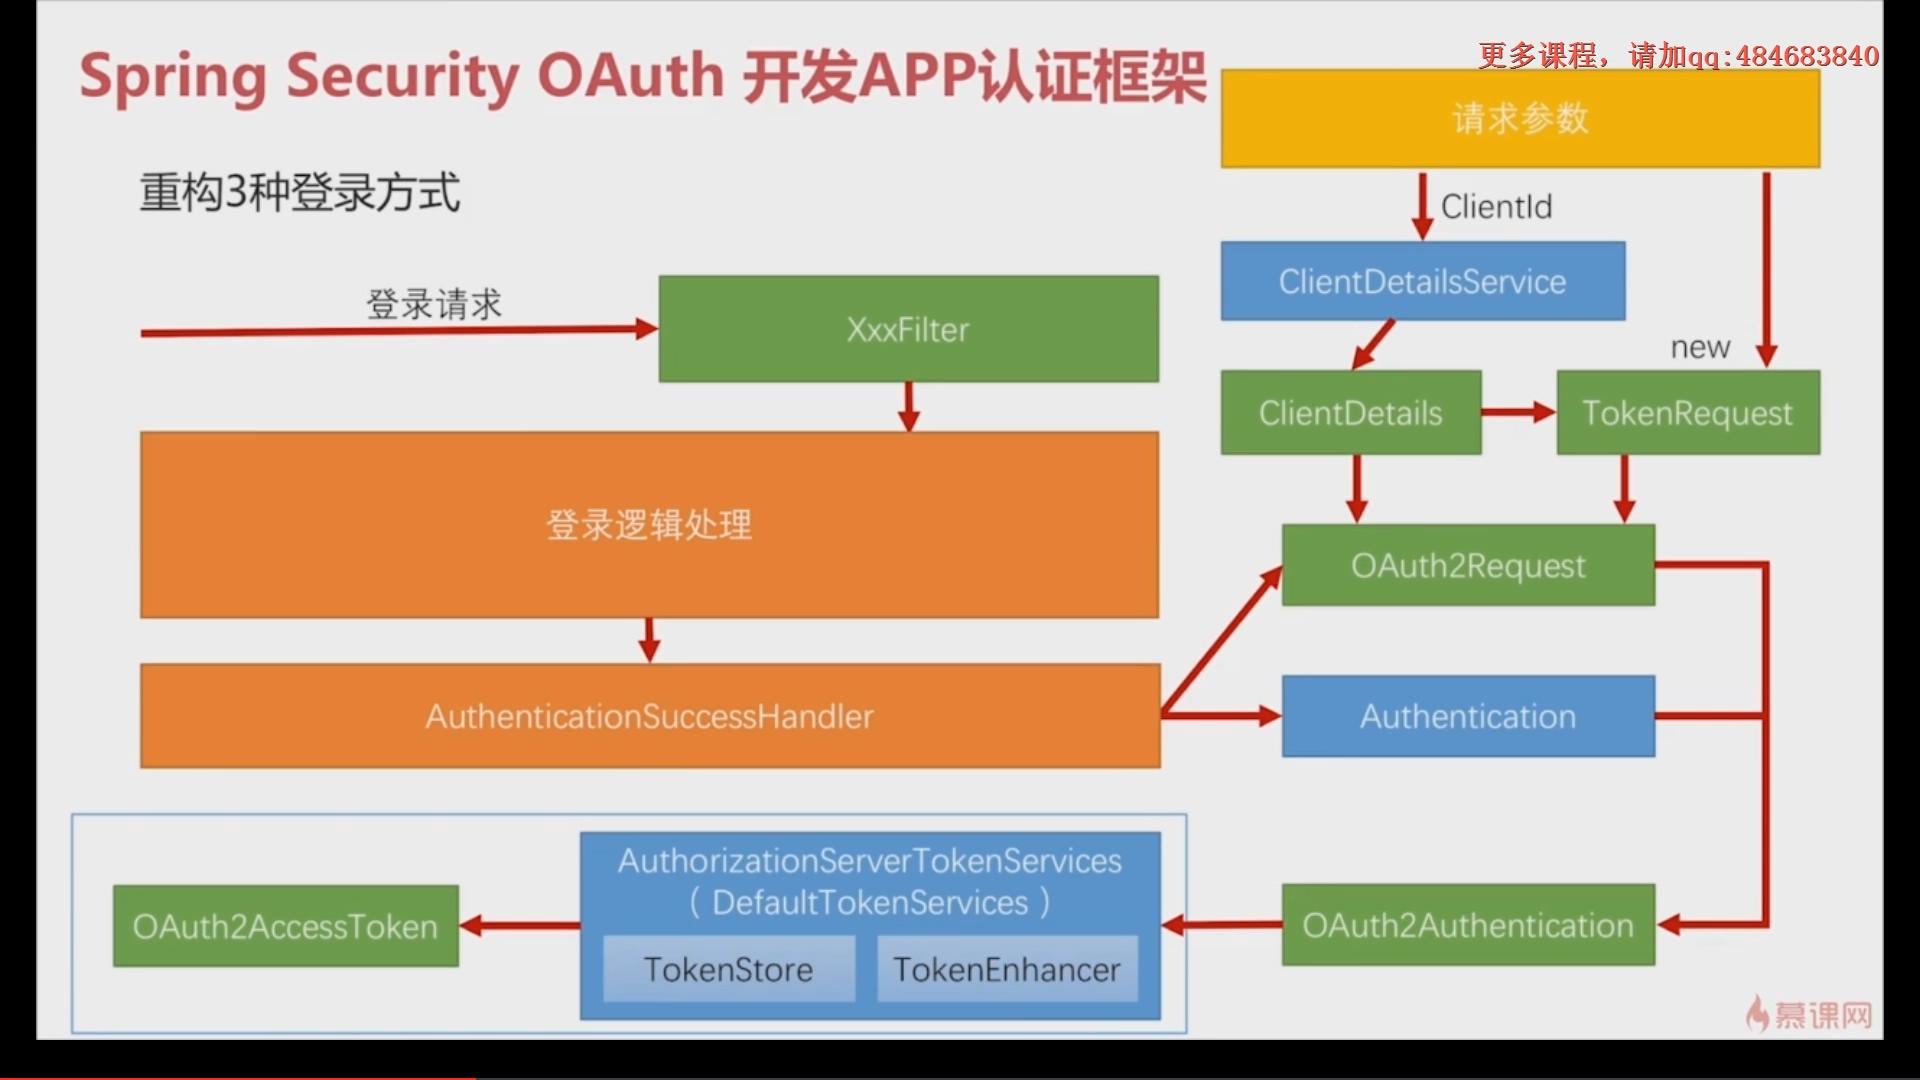 更多课程，请加qq:484683840
Spring Security OAuth 开发APP认证框架
请求参数
重构3种登录方式
ClientId
ClientDetailsService
登录请求
XxxFilter
new
ClientDetails
TokenRequest
登录逻辑处理
OAuth2Request
AuthenticationSuccessHandler
Authentication
AuthorizationServerTokenServices
（ DefaultTokenServices ）
OAuth2AccessToken
OAuth2Authentication
TokenStore
TokenEnhancer
慕课网